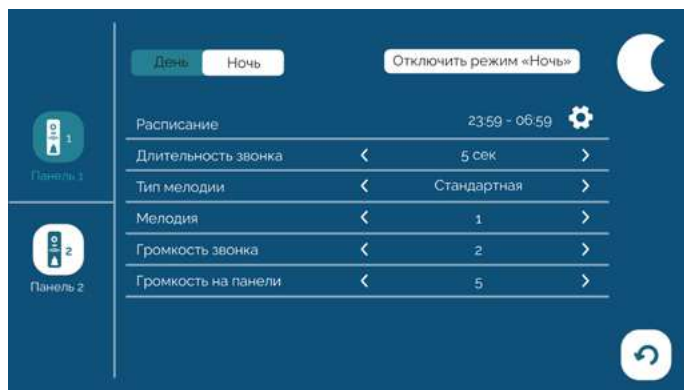 День Ночь Отключить режим «Ночь»
Расписание 23:59 - 06:59
1
Длительность звонка 5 сек
Панель 1
Тип мелодии Стандартная
Мелодия 1
2
Громкость звонка 2
Панель 2
Громкость на панели 5